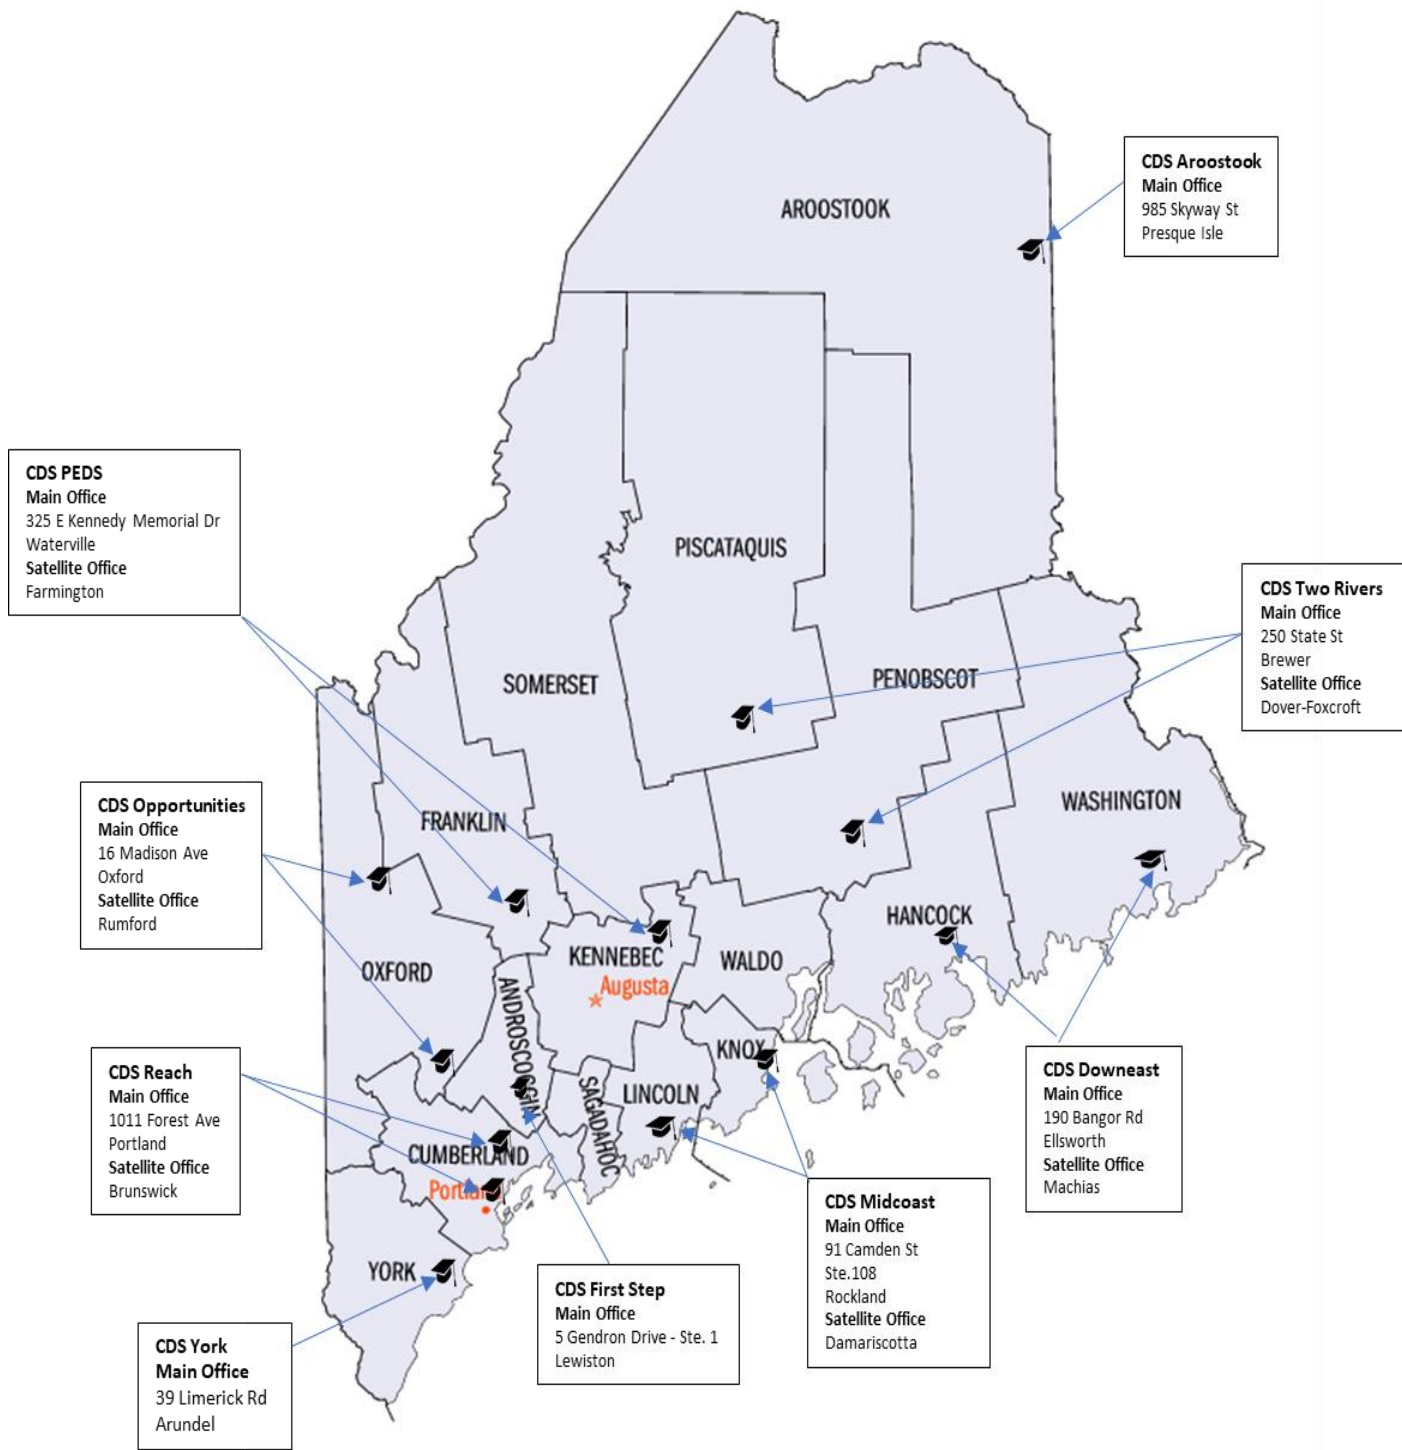 CDS Aroostook
Main Office
985 Skyway St
Presque Isle
AROOSTOOK
CDS PEDS
Main Office
325 E Kennedy Memorial Dr
Waterville
Satellite Office
Farmington
PISCATAQUIS
CDS Two Rivers
Main Office
250 State St
Brewer
Satellite Office
Dover-Foxcroft
SOMERSET
PENOBSCOT
CDS Opportunities
Main Office
16 Madison Ave
Oxford
Satellite Office
Rumford
FRANKLIN
WASHINGTON
HANCOCK
OXFORD
KENNEBEC
Augusta
WALDO
ANDROSCOGGIN
KNOX
SAGADAHOC
LINCOLN
CDS Reach
Main Office
1011 Forest Ave
Portland
Satellite Office
Brunswick
CDS Downeast
Main Office
190 Bangor Rd
Ellsworth
Satellite Office
Machias
CUMBERLAND
Portland
YORK
CDS Midcoast
Main Office
91 Camden St
Ste.108
Rockland
Satellite Office
Damariscotta
CDS First Step
Main Office
5 Gendron Drive - Ste. 1
Lewiston
CDS York
Main Office
39 Limerick Rd
Arundel